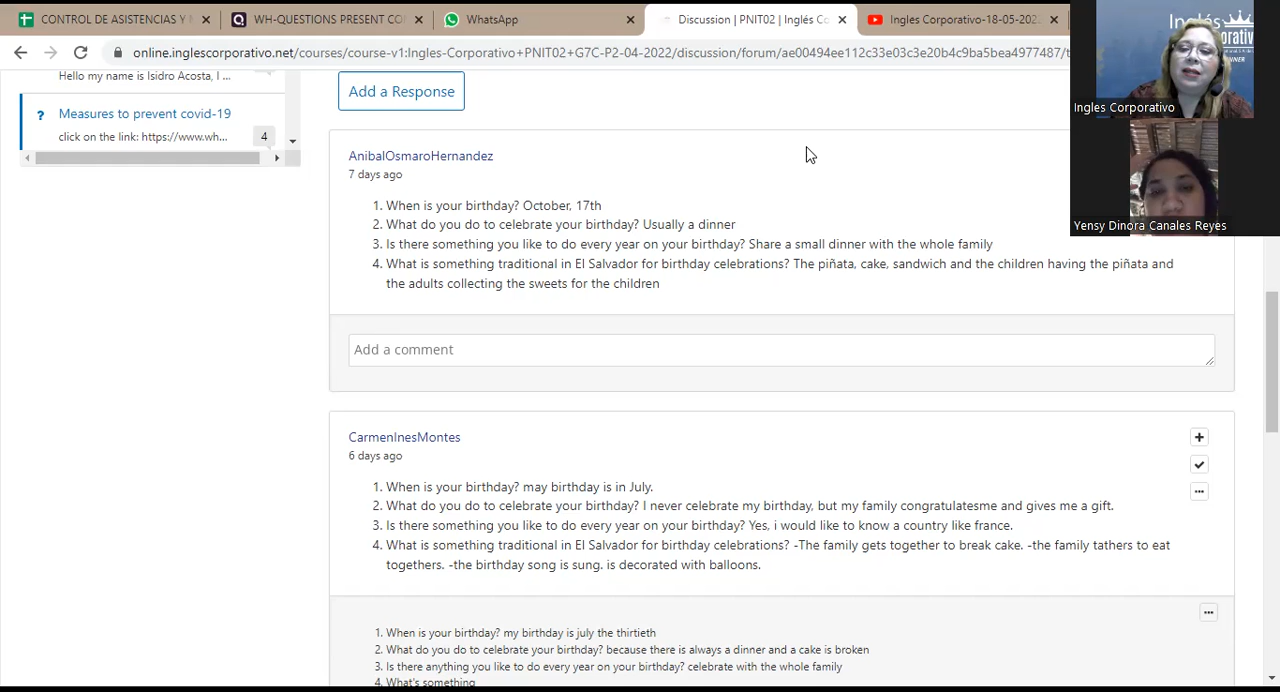 CONTROL DE ASISTENCIAS Y
WH-QUESTIONS PRESENT CO
WhatsApp
Discussion | PNIT02 | Inglés Co
Ingles Corporativo-18-05-202
online.inglescorporativo.net/courses/course-v1:Ingles-Corporativo+PNIT02+G7C-P2-04-2022/discussion/forum/ae00494ee112c33e03c3e20b4c9ba5bea4977487/t
Inglés
Ingles Corporativo
Yensy Dinora Canales Reyes
Hello my name is Isidro Acosta, I ...
? Measures to prevent covid-19
click on the link: https://www.wh...
4
Add a Response
AnibalOsmaroHernandez
7 days ago
1. When is your birthday? October, 17th
2. What do you do to celebrate your birthday? Usually a dinner
3. Is there something you like to do every year on your birthday? Share a small dinner with the whole family
4. What is something traditional in El Salvador for birthday celebrations? The piñata, cake, sandwich and the children having the piñata and
the adults collecting the sweets for the children
Add a comment
CarmenInesMontes
6 days ago
1. When is your birthday? may birthday is in July.
2. What do you do to celebrate your birthday? I never celebrate my birthday, but my family congratulatesme and gives me a gift.
3. Is there something you like to do every year on your birthday? Yes, i would like to know a country like france.
4. What is something traditional in El Salvador for birthday celebrations? -The family gets together to break cake. -the family tathers to eat
togethers. -the birthday song is sung. is decorated with balloons.
1. When is your birthday? my birthday is july the thirtieth
2. What do you do to celebrate your birthday? because there is always a dinner and a cake is broken
3. Is there anything you like to do every year on your birthday? celebrate with the whole family
4. What's something